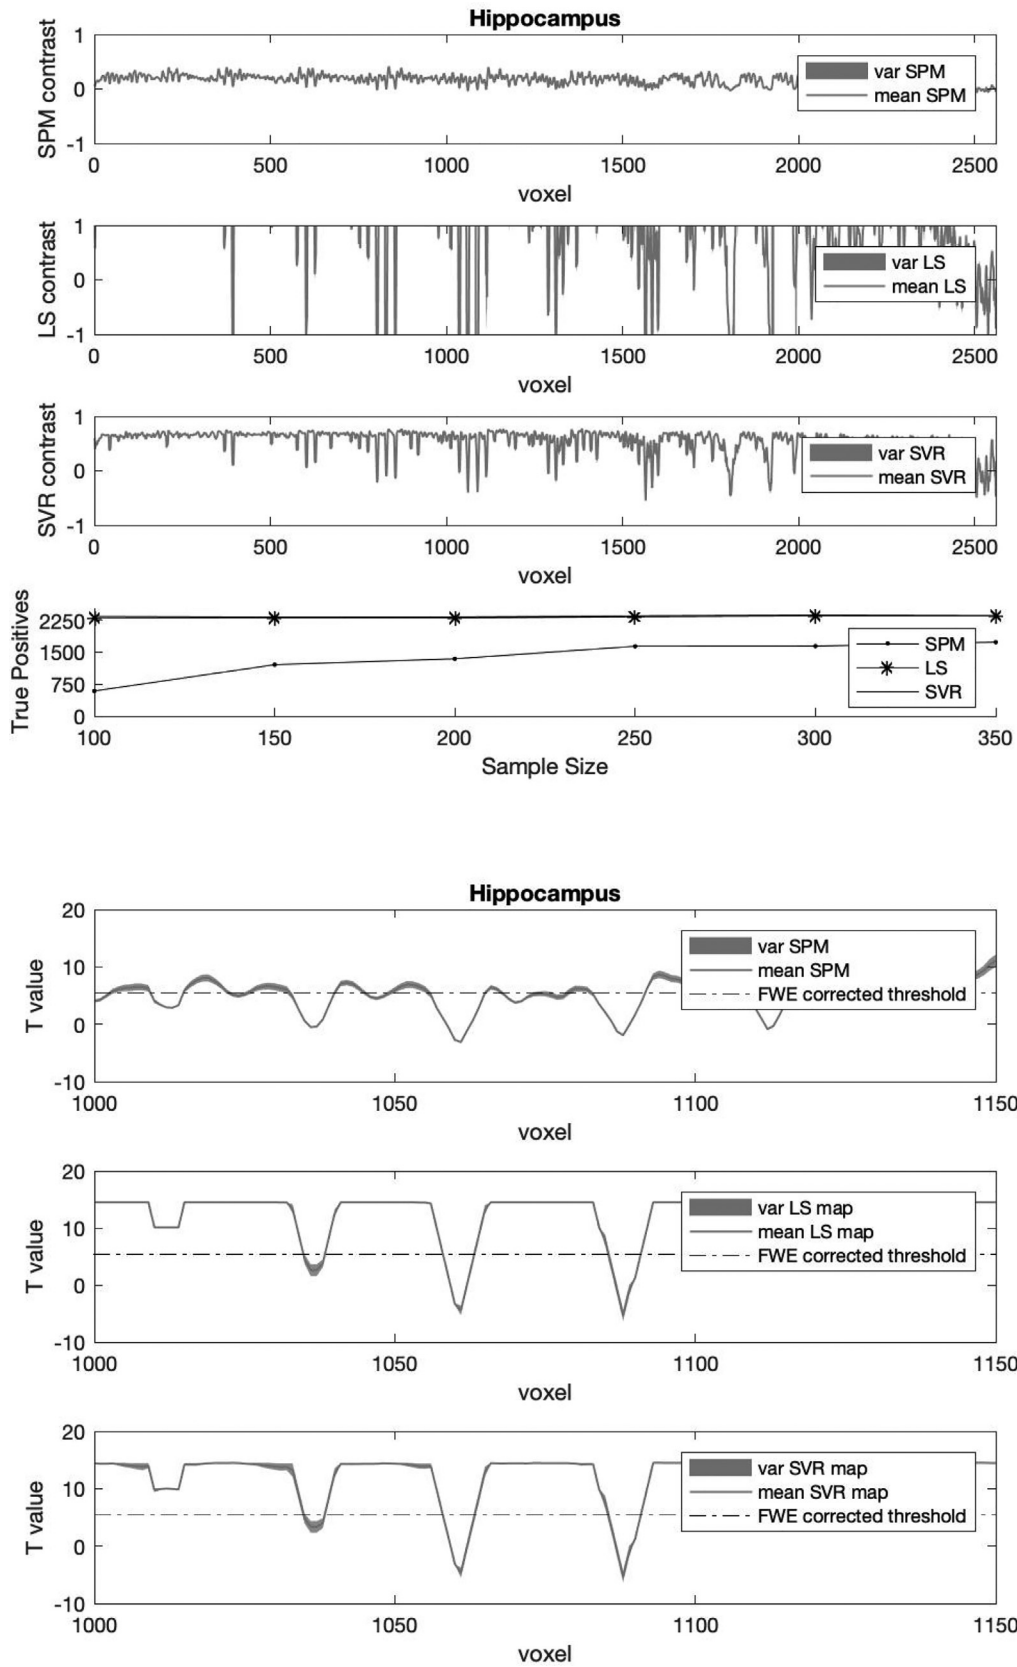 Hippocampus
SPM contrast
1
0
-1
var SPM
mean SPM
0 500 1000 1500 2000 2500
voxel
LS contrast
1
0
-1
var LS
mean LS
0 500 1000 1500 2000 2500
voxel
SVR contrast
1
0
-1
var SVR
mean SVR
0 500 1000 1500 2000 2500
voxel
True Positives
2250
1500
750
0
SPM
LS
SVR
100 150 200 250 300 350
Sample Size
Hippocampus
T value
20
10
0
-10
var SPM
mean SPM
FWE corrected threshold
1000 1050 1100 1150
voxel
T value
20
10
0
-10
var LS map
mean LS map
FWE corrected threshold
1000 1050 1100 1150
voxel
T value
20
10
0
-10
var SVR map
mean SVR map
FWE corrected threshold
1000 1050 1100 1150
voxel